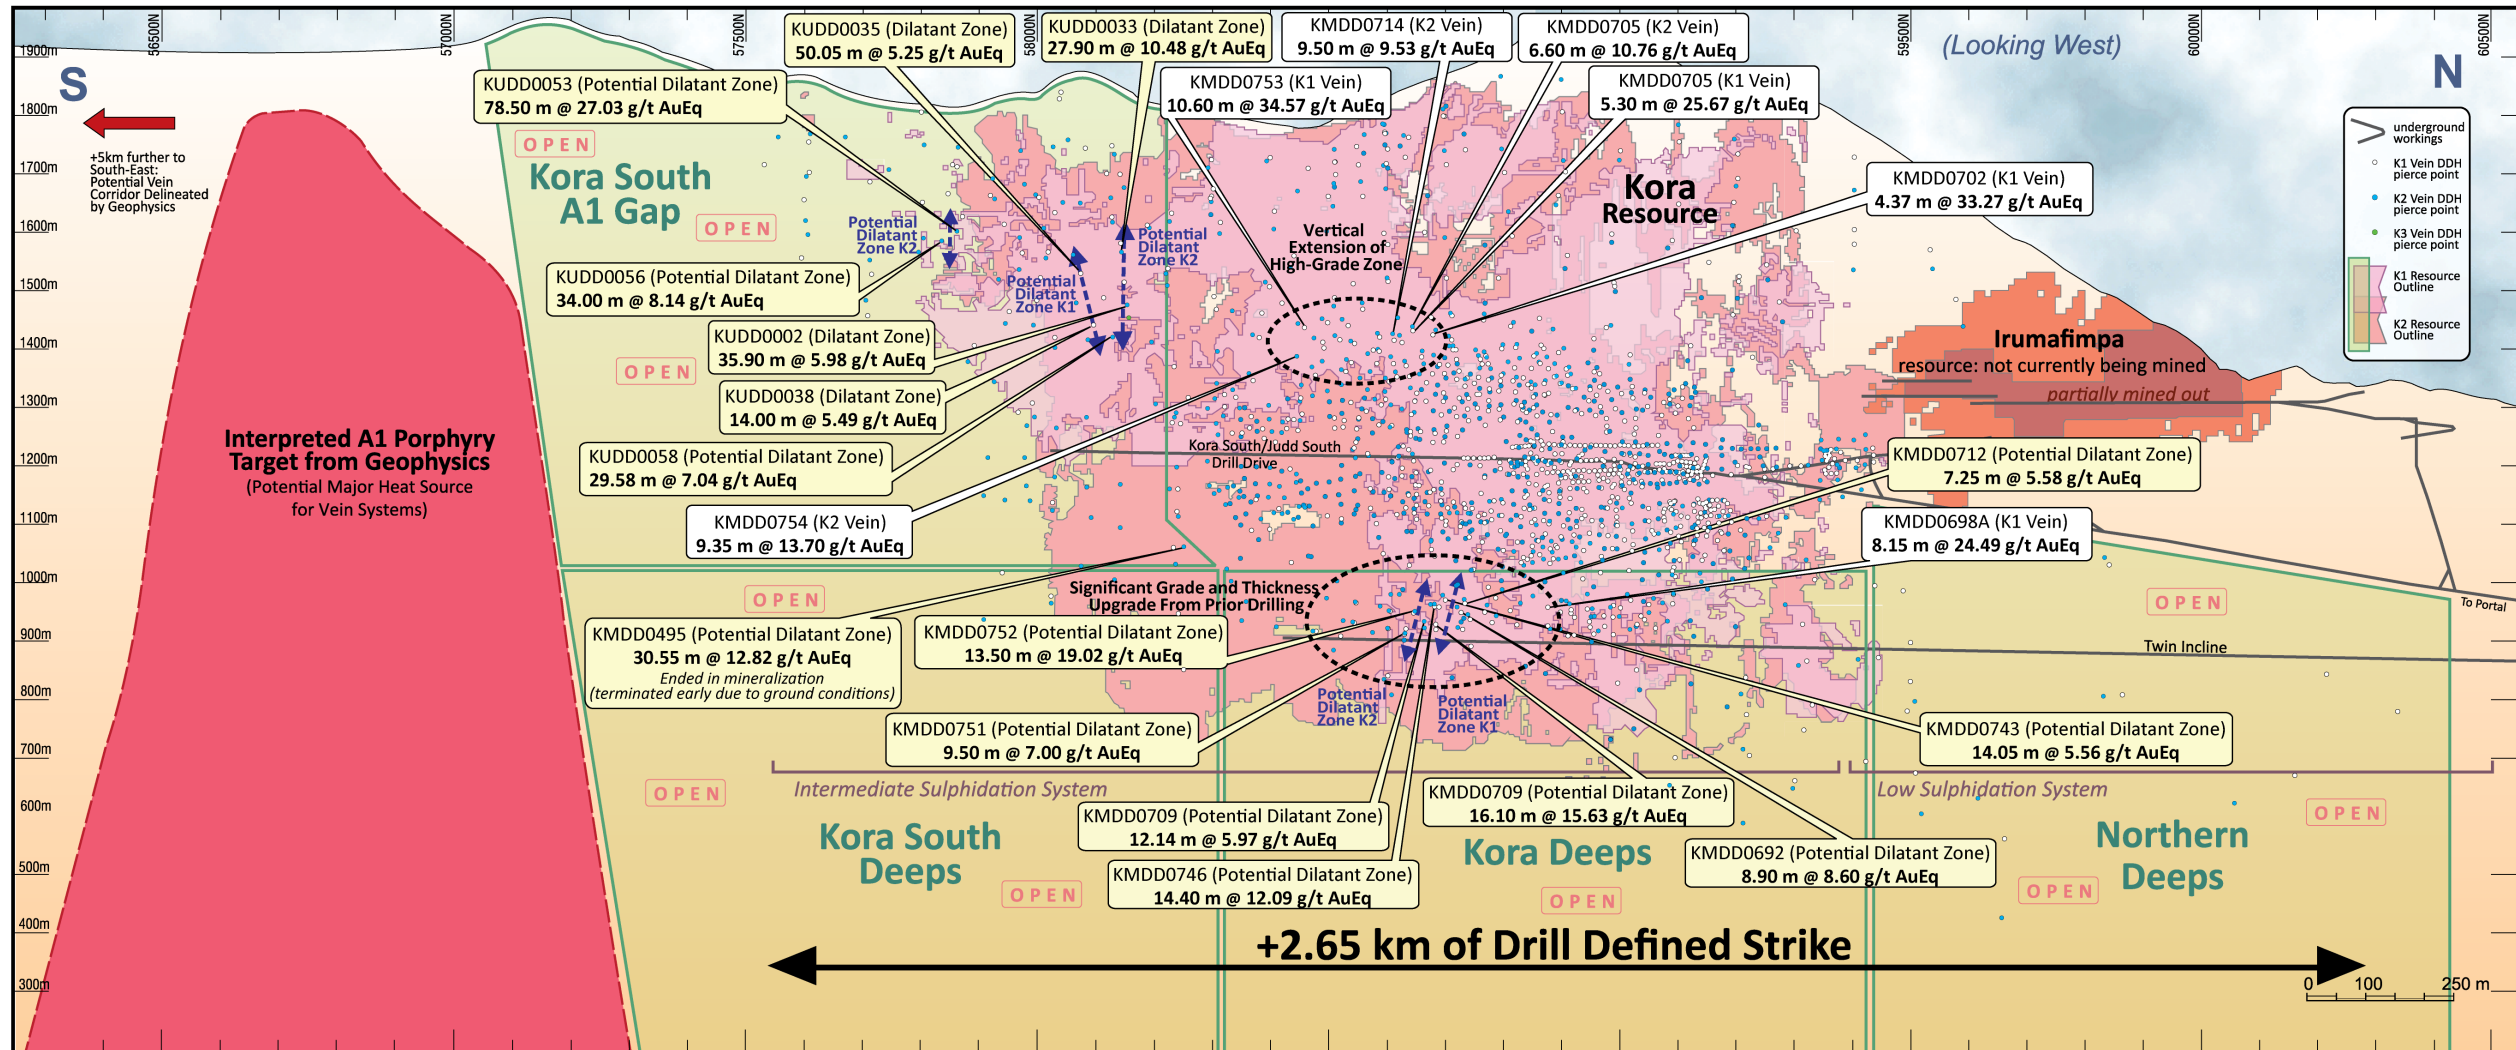 56500N
57000N
57500N
58000N
59500N
60000N
60500N
1900m
1800m
1700m
1600m
1500m
1400m
1300m
1200m
1100m
1000m
900m
800m
700m
600m
500m
400m
300m
S
N
(Looking West)
+5km further to
South-East:
Potential Vein
Corridor Delineated
by Geophysics
Interpreted A1 Porphyry
Target from Geophysics
(Potential Major Heat Source
for Vein Systems)
KUDD0035 (Dilatant Zone)
50.05 m @ 5.25 g/t AuEq
KUDD0033 (Dilatant Zone)
27.90 m @ 10.48 g/t AuEq
KMDD0714 (K2 Vein)
9.50 m @ 9.53 g/t AuEq
KMDD0705 (K2 Vein)
6.60 m @ 10.76 g/t AuEq
KUDD0053 (Potential Dilatant Zone)
78.50 m @ 27.03 g/t AuEq
KMDD0753 (K1 Vein)
10.60 m @ 34.57 g/t AuEq
KMDD0705 (K1 Vein)
5.30 m @ 25.67 g/t AuEq
underground
workings
K1 Vein DDH
pierce point
K2 Vein DDH
pierce point
K3 Vein DDH
pierce point
K1 Resource
Outline
K2 Resource
Outline
OPEN
Kora South
A1 Gap
OPEN
Kora
Resource
KMDD0702 (K1 Vein)
4.37 m @ 33.27 g/t AuEq
Potential
Dilatant
Zone K2
Potential
Dilatant
Zone K2
Vertical
Extension of
High-Grade Zone
KUDD0056 (Potential Dilatant Zone)
34.00 m @ 8.14 g/t AuEq
Potential
Dilatant
Zone K1
KUDD0002 (Dilatant Zone)
35.90 m @ 5.98 g/t AuEq
OPEN
Irumafimpa
resource: not currently being mined
partially mined out
KUDD0038 (Dilatant Zone)
14.00 m @ 5.49 g/t AuEq
KUDD0058 (Potential Dilatant Zone)
29.58 m @ 7.04 g/t AuEq
Kora South/Judd South
Drill Drive
KMDD0712 (Potential Dilatant Zone)
7.25 m @ 5.58 g/t AuEq
KMDD0754 (K2 Vein)
9.35 m @ 13.70 g/t AuEq
KMDD0698A (K1 Vein)
8.15 m @ 24.49 g/t AuEq
OPEN
Significant Grade and Thickness
Upgrade From Prior Drilling
OPEN
To Portal
KMDD0495 (Potential Dilatant Zone)
30.55 m @ 12.82 g/t AuEq
Ended in mineralization
(terminated early due to ground conditions)
KMDD0752 (Potential Dilatant Zone)
13.50 m @ 19.02 g/t AuEq
Twin Incline
Potential
Dilatant
Zone K2
Potential
Dilatant
Zone K1
KMDD0751 (Potential Dilatant Zone)
9.50 m @ 7.00 g/t AuEq
KMDD0743 (Potential Dilatant Zone)
14.05 m @ 5.56 g/t AuEq
OPEN
Intermediate Sulphidation System
Low Sulphidation System
KMDD0709 (Potential Dilatant Zone)
12.14 m @ 5.97 g/t AuEq
KMDD0709 (Potential Dilatant Zone)
16.10 m @ 15.63 g/t AuEq
OPEN
Kora South
Deeps
Kora Deeps
Northern
Deeps
KMDD0746 (Potential Dilatant Zone)
14.40 m @ 12.09 g/t AuEq
KMDD0692 (Potential Dilatant Zone)
8.90 m @ 8.60 g/t AuEq
OPEN
OPEN
OPEN
+2.65 km of Drill Defined Strike
0 100 250 m